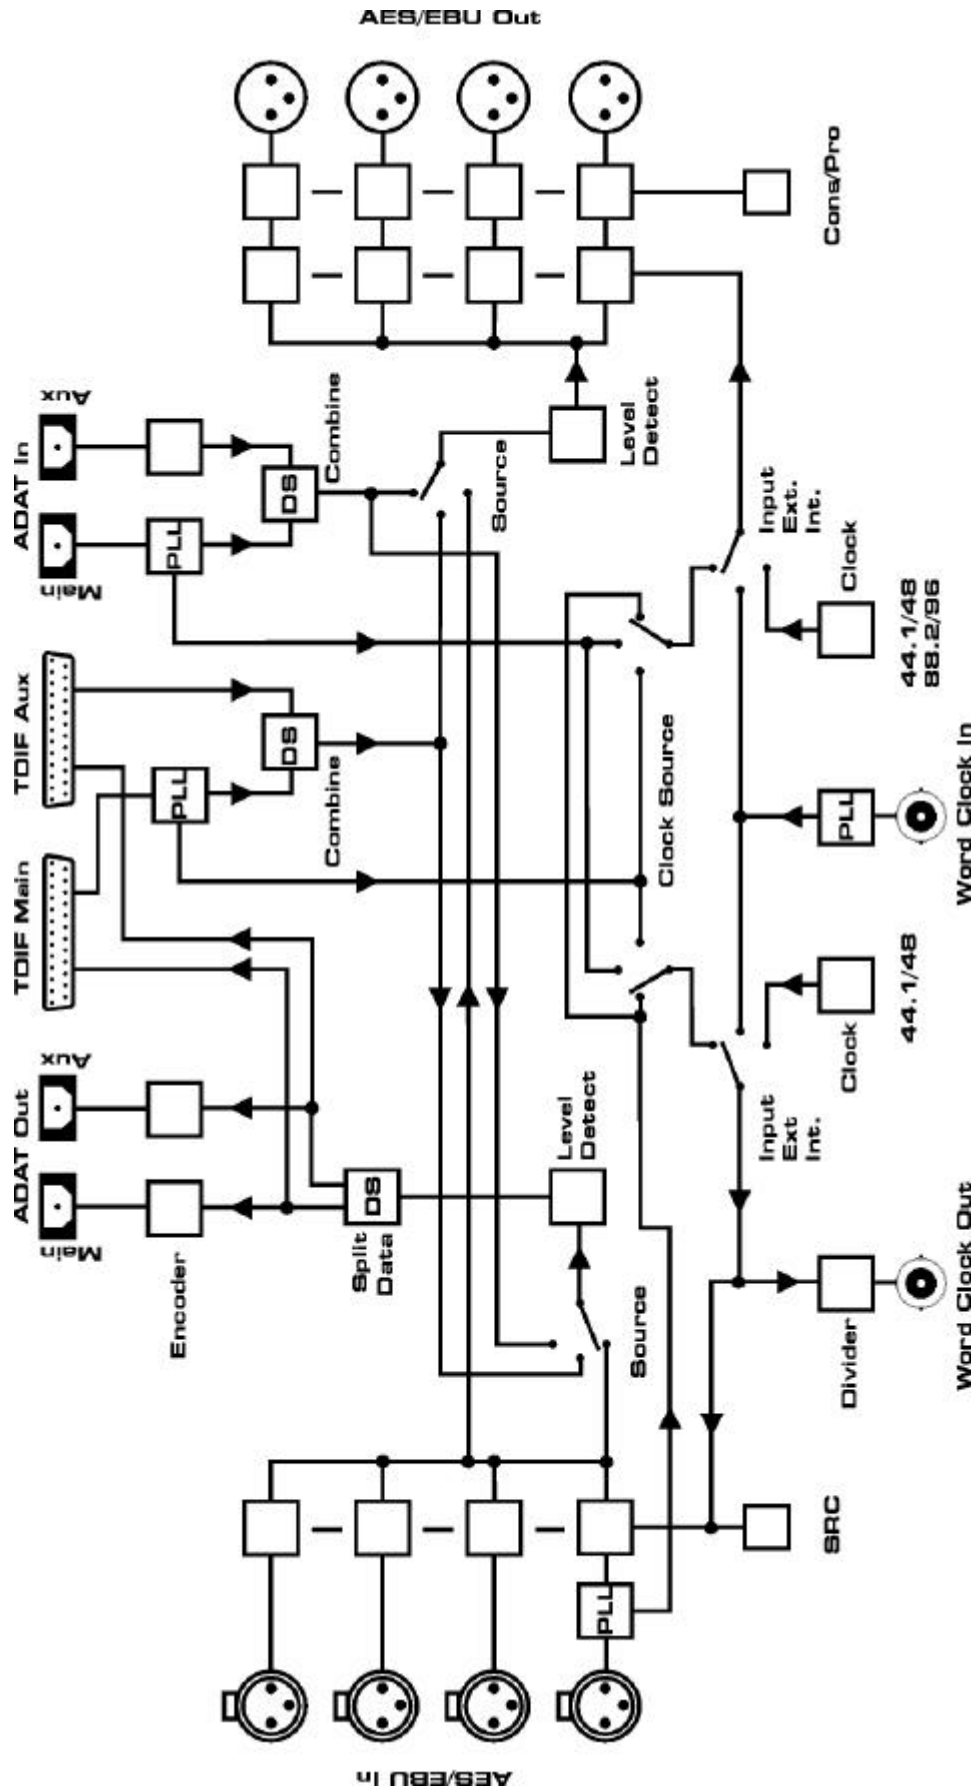 AES/EBU Out
Cons/Pro
ADAT In
Aux
Main
PLL
DS
Combine
Source
Level
Detect
TDIF Aux
TDIF Main
PLL
DS
Combine
Clock Source
Input
Ext.
Int.
Clock
44.1/48
88.2/96
PLL
Word Clock In
Clock
44.1/48
Input
Ext
Int.
ADAT Out
Aux
Main
Encoder
DS
Split
Data
Level
Detect
Source
Divider
Word Clock Out
SRC
PLL
AES/EBU In